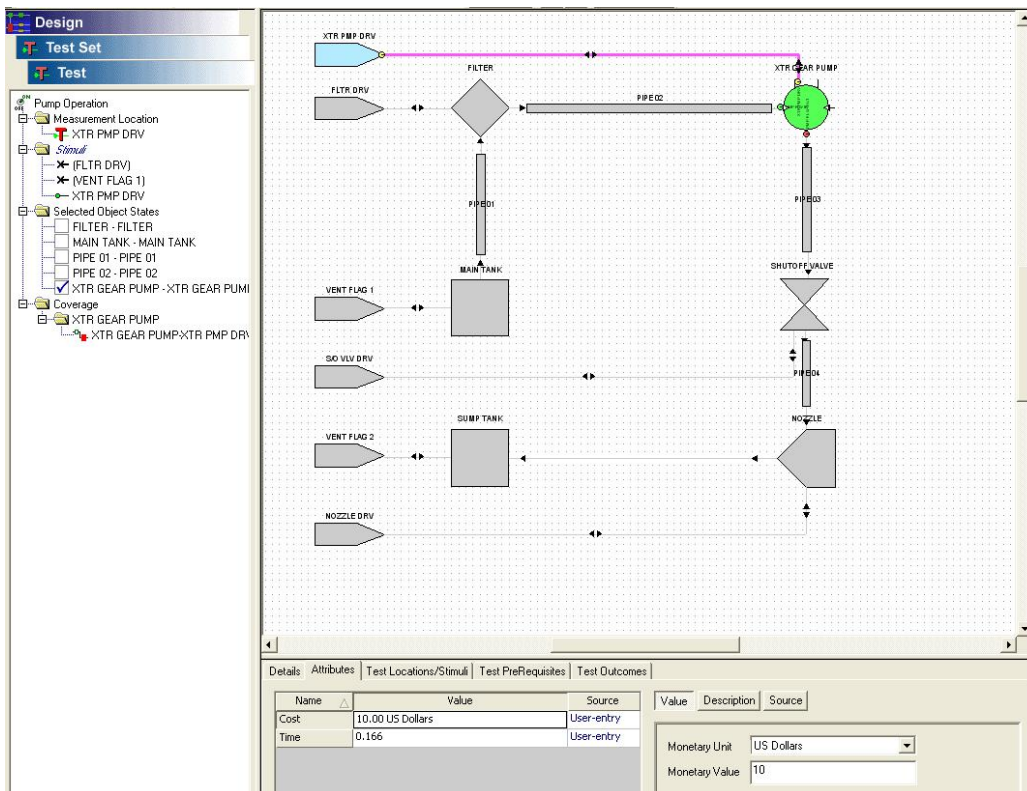 Design
Test Set
Test
Pump Operation
Measurement Location
XTR PMP DRV
Stimuli
(FLTR DRV)
(VENT FLAG 1)
XTR PMP DRV
Selected Object States
FILTER - FILTER
MAIN TANK - MAIN TANK
PIPE 01 - PIPE 01
PIPE 02 - PIPE 02
XTR GEAR PUMP - XTR GEAR PUMI
Coverage
XTR GEAR PUMP
XTR GEAR PUMP-XTR PMP DRV
XTR PMP DRV
FILTER
XTR GEAR PUMP
FLTR DRV
PIPE02
PIPE01
PIPE03
MAIN TANK
SHUTOFF VALVE
VENT FLAG 1
S/O VLV DRV
PIPE04
SUMP TANK
NOZZLE
VENT FLAG 2
NOZZLE DRV
Details Attributes Test Locations/Stimuli Test PreRequisites Test Outcomes
Name Value Source
Cost 10.00 US Dollars User-entry
Time 0.166 User-entry
Value Description Source
Monetary Unit US Dollars
Monetary Value 10